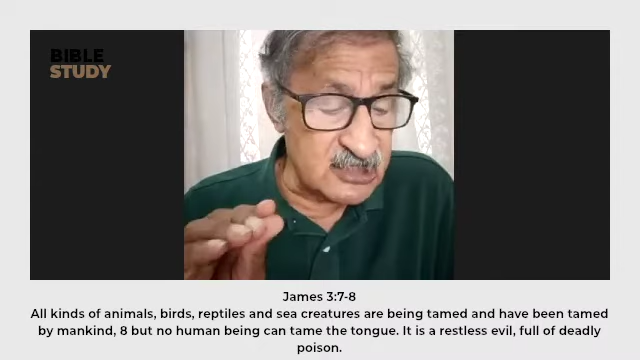 BIBLE
STUDY
James 3:7-8
All kinds of animals, birds, reptiles and sea creatures are being tamed and have been tamed
by mankind, 8 but no human being can tame the tongue. It is a restless evil, full of deadly
poison.